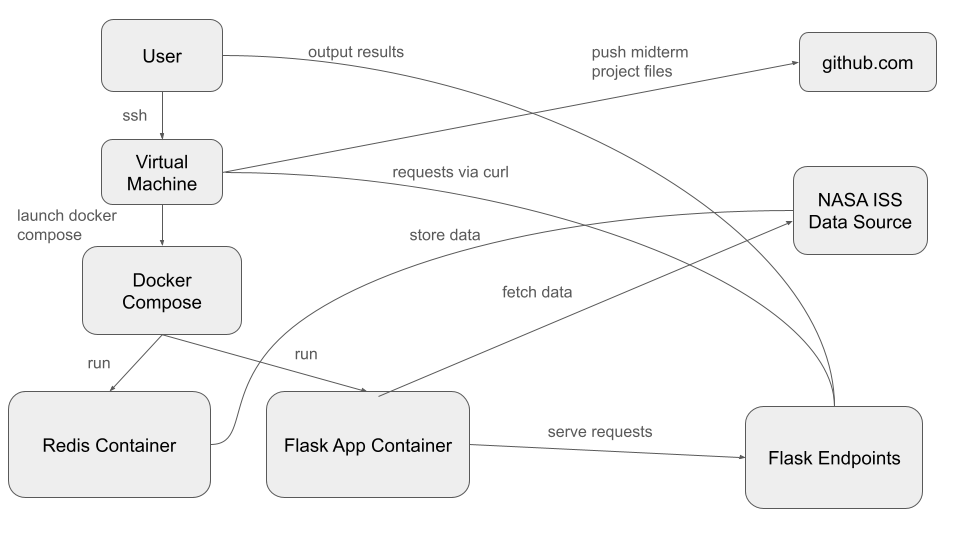 User
output results
push midterm
project files
github.com
ssh
Virtual
Machine
requests via curl
NASA ISS
Data Source
launch docker
compose
store data
Docker
Compose
fetch data
run
run
Redis Container
Flask App Container
serve requests
Flask Endpoints